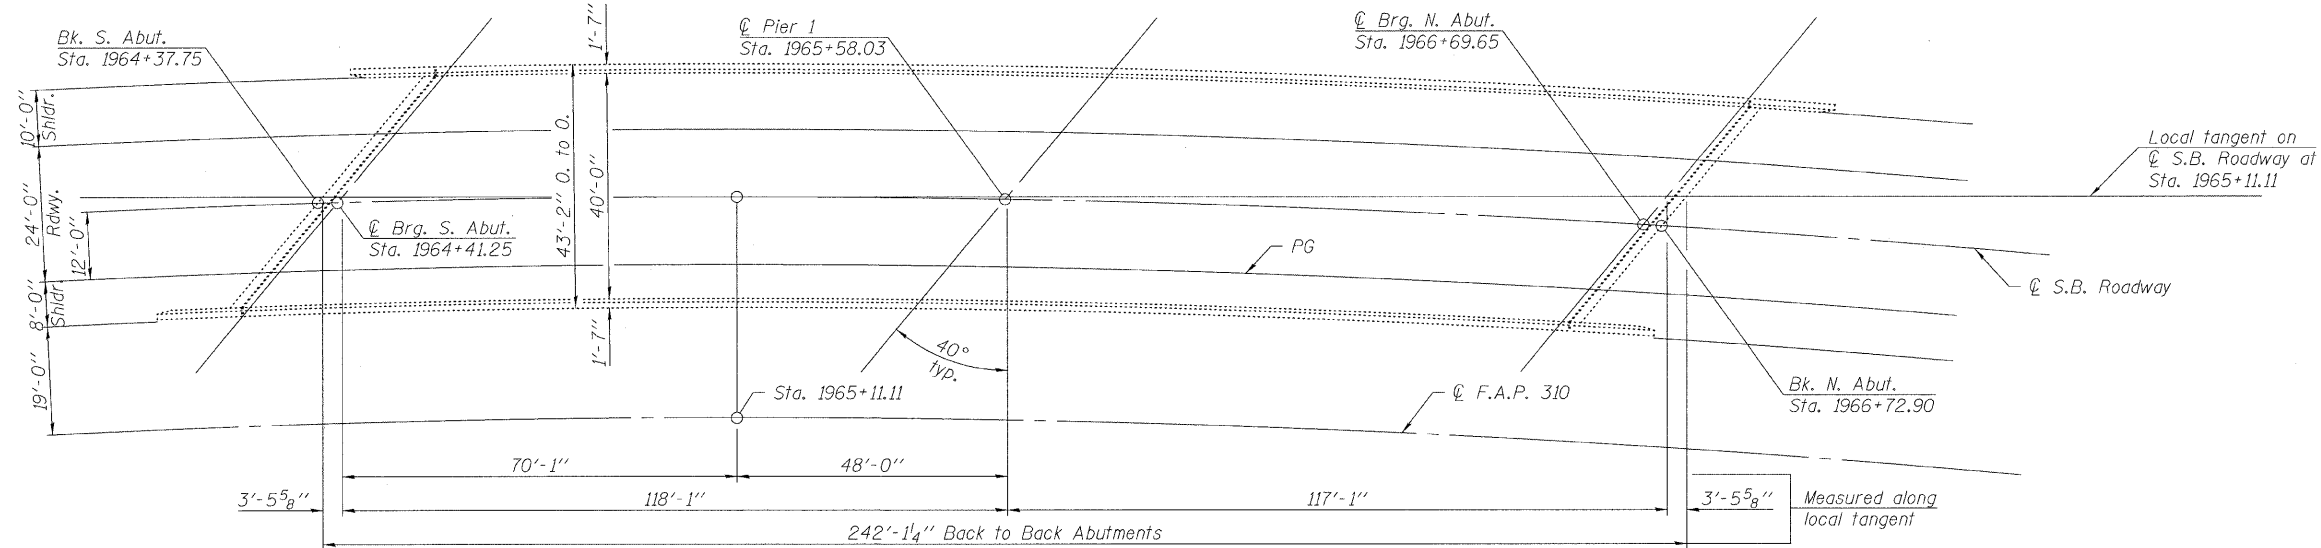 Bk. S. Abut.
Sta. 1964+37.75
℄ Pier 1
Sta. 1965+58.03
℄ Brg. N. Abut.
Sta. 1966+69.65
1'-7"
10'-0"
Shldr.
24'-0"
Rdwy.
12'-0"
8'-0"
Shldr.
19'-0"
℄ Brg. S. Abut.
Sta. 1964+41.25
43'-2" O. to O.
40'-0"
1'-7"
Local tangent on
℄ S.B. Roadway at
Sta. 1965+11.11
PG
℄ S.B. Roadway
40°
typ.
Sta. 1965+11.11
℄ F.A.P. 310
Bk. N. Abut.
Sta. 1966+72.90
70'-1"
48'-0"
3'-5⅝"
118'-1"
117'-1"
3'-5⅝"
Measured along
local tangent
242'-1¼" Back to Back Abutments